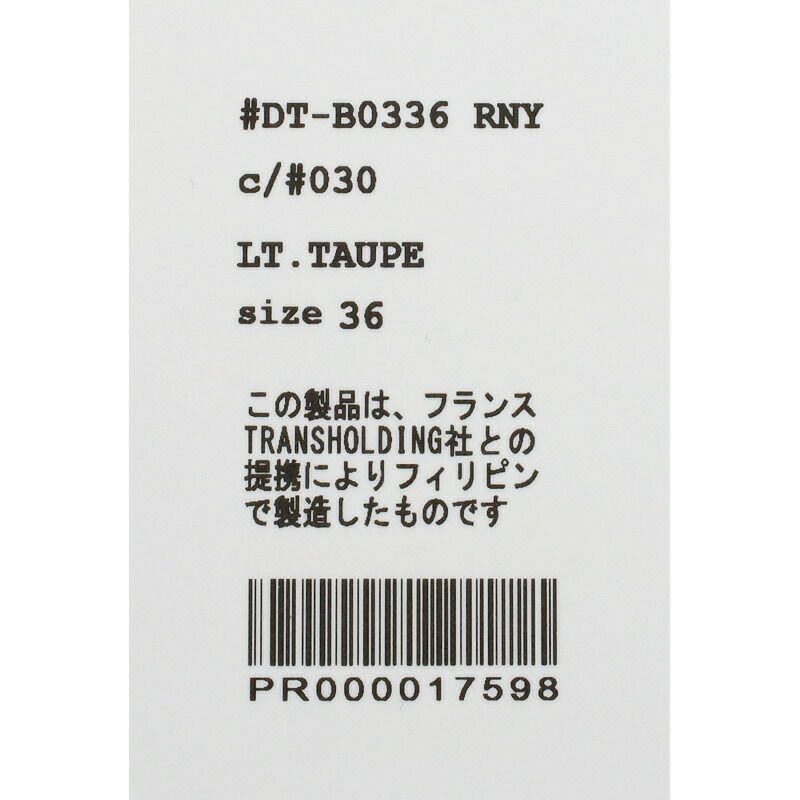 #DT-B0336 RNY
c/#030
LT.TAUPE
size 36
この製品は、フランス
TRANSHOLDING社との
提携によりフィリピン
で製造したものです
PR000017598